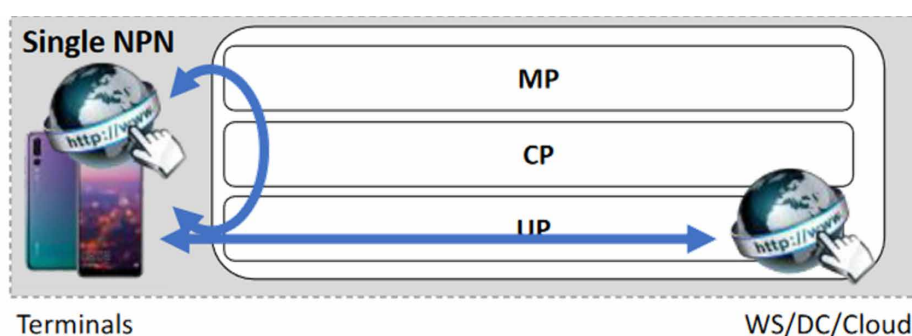 Single NPN
MP
CP
UP
http://www
http://www
Terminals
WS/DC/Cloud